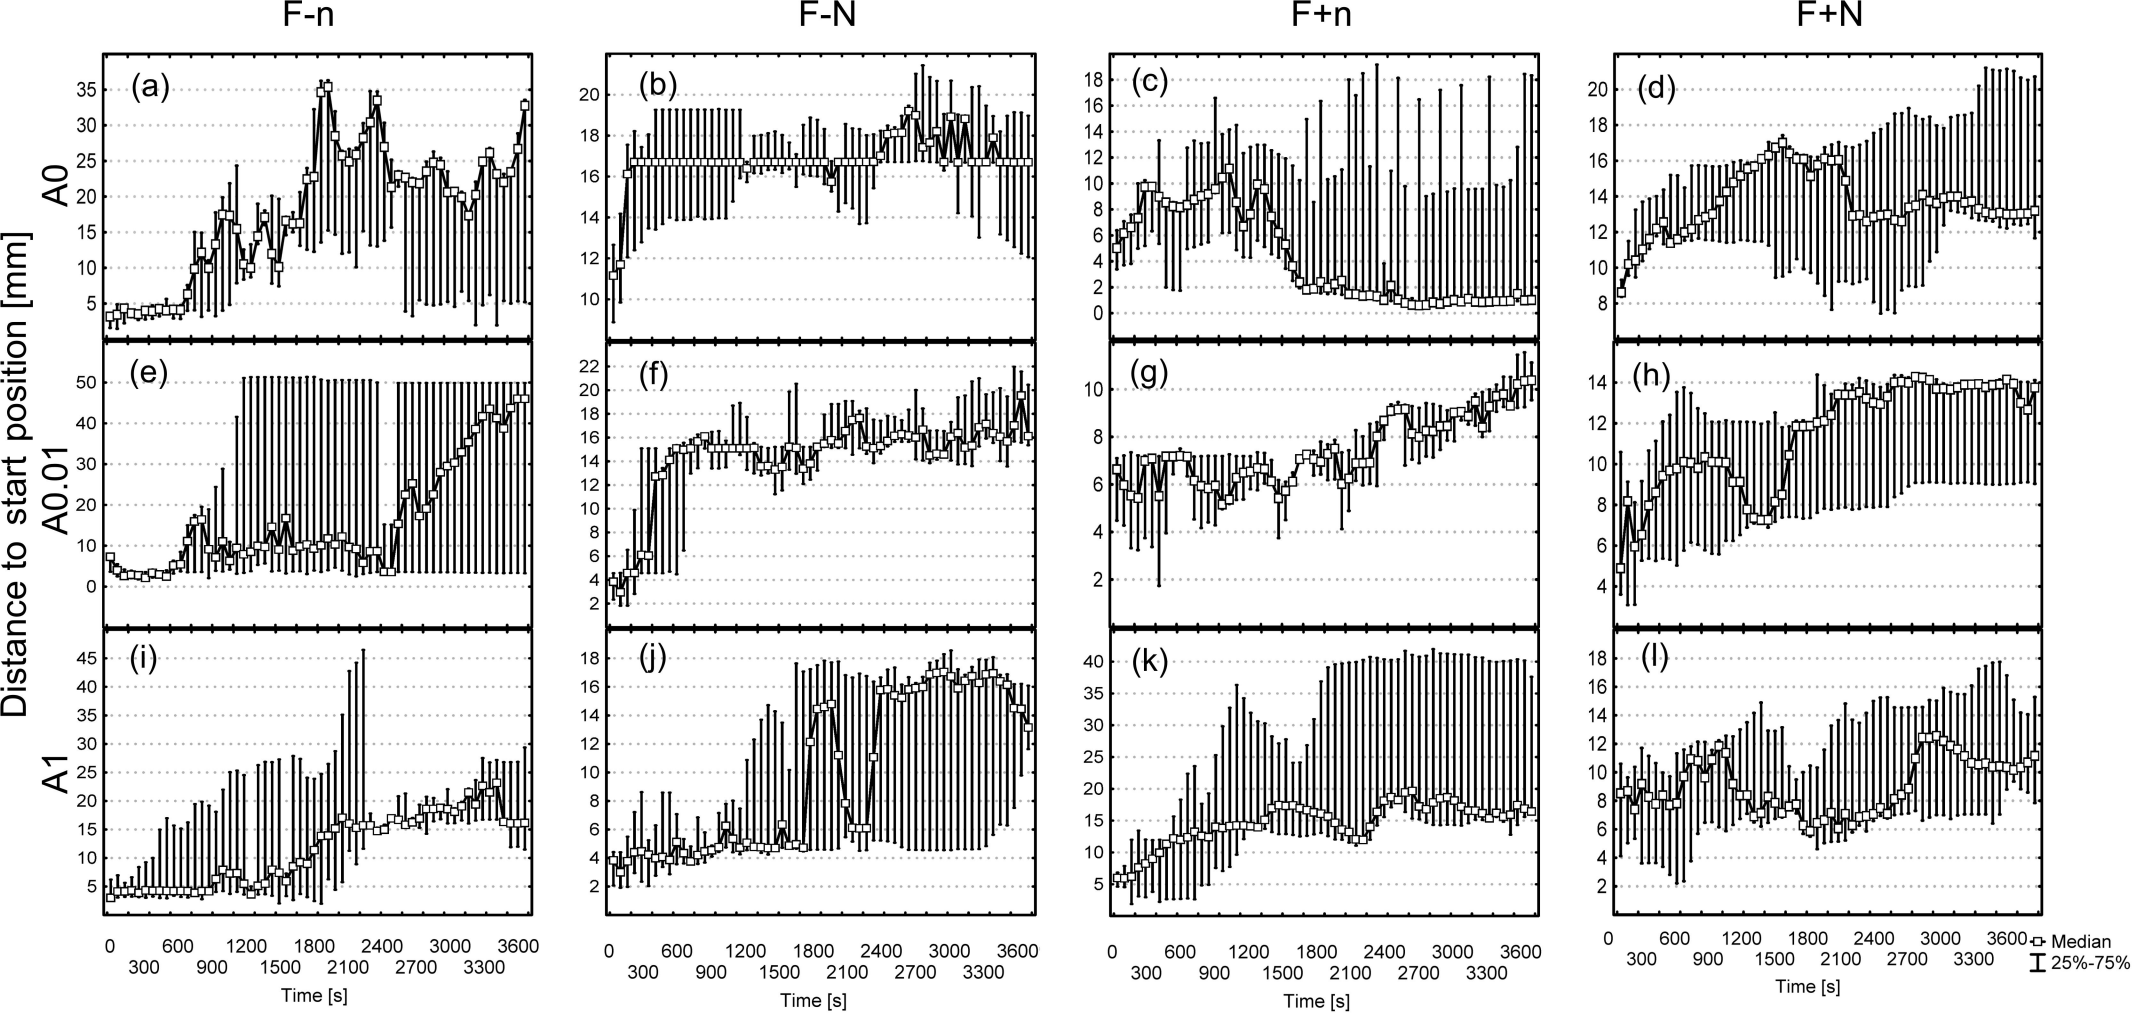 F-n F-N F+n F+N
Distance to start position [mm]
A0
(a) (b) (c) (d)
35 30 25 20 15 10 5
20 18 16 14 12 10
18 16 14 12 10 8 6 4 2 0
20 18 16 14 12 10 8
A0.01
(e) (f) (g) (h)
50 40 30 20 10 0
22 20 18 16 14 12 10 8 6 4 2
10 8 6 4 2
14 12 10 8 6 4
A1
(i) (j) (k) (l)
45 40 35 30 25 20 15 10 5
18 16 14 12 10 8 6 4 2
40 35 30 25 20 15 10 5
18 16 14 12 10 8 6 4 2
0 600 1200 1800 2400 3000 3600
300 900 1500 2100 2700 3300
Time [s]
0 600 1200 1800 2400 3000 3600
300 900 1500 2100 2700 3300
Time [s]
0 600 1200 1800 2400 3000 3600
300 900 1500 2100 2700 3300
Time [s]
0 600 1200 1800 2400 3000 3600
300 900 1500 2100 2700 3300
Time [s]
Median
25%-75%